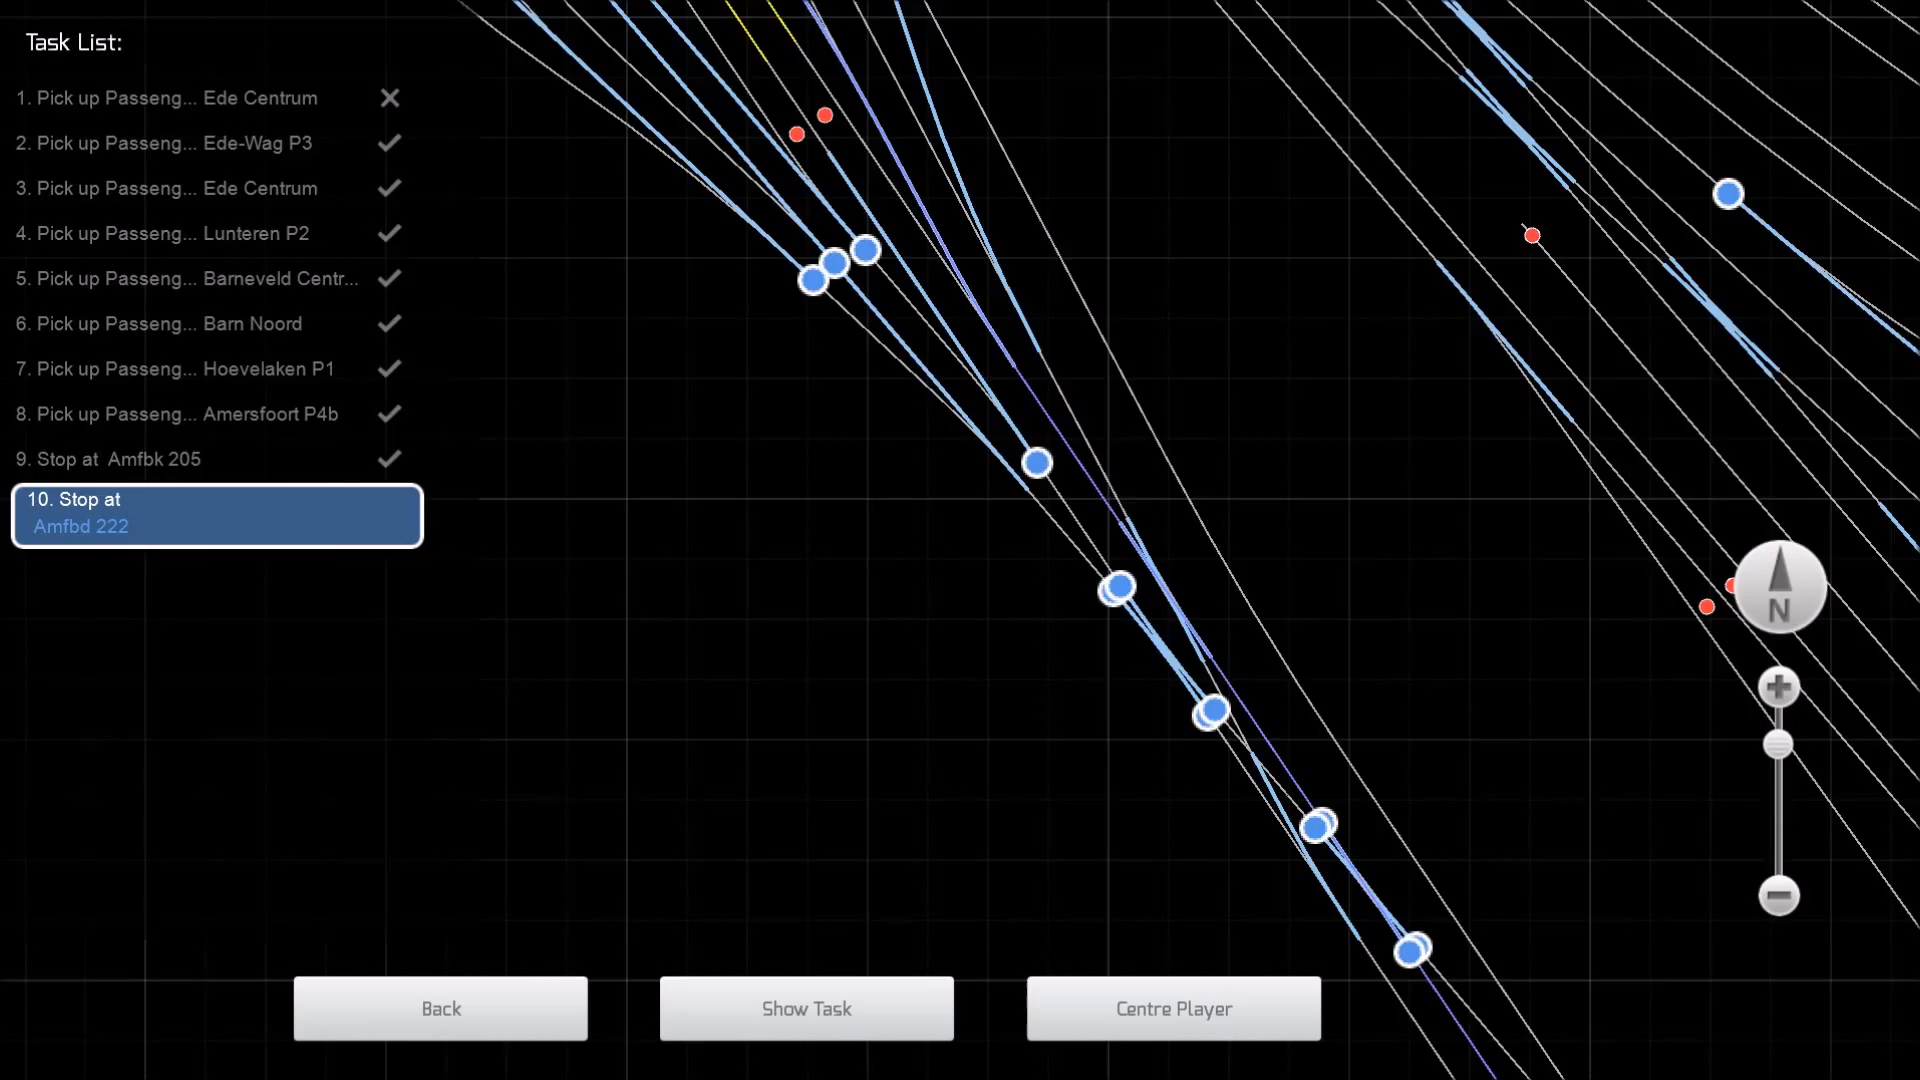 Task List:
1. Pick up Passeng... Ede Centrum
2. Pick up Passeng... Ede-Wag P3
3. Pick up Passeng... Ede Centrum
4. Pick up Passeng... Lunteren P2
5. Pick up Passeng... Barneveld Centr...
6. Pick up Passeng... Barn Noord
7. Pick up Passeng... Hoevelaken P1
8. Pick up Passeng... Amersfoort P4b
9. Stop at Amfbk 205
10. Stop at
Amfbd 222
N
Back
Show Task
Centre Player